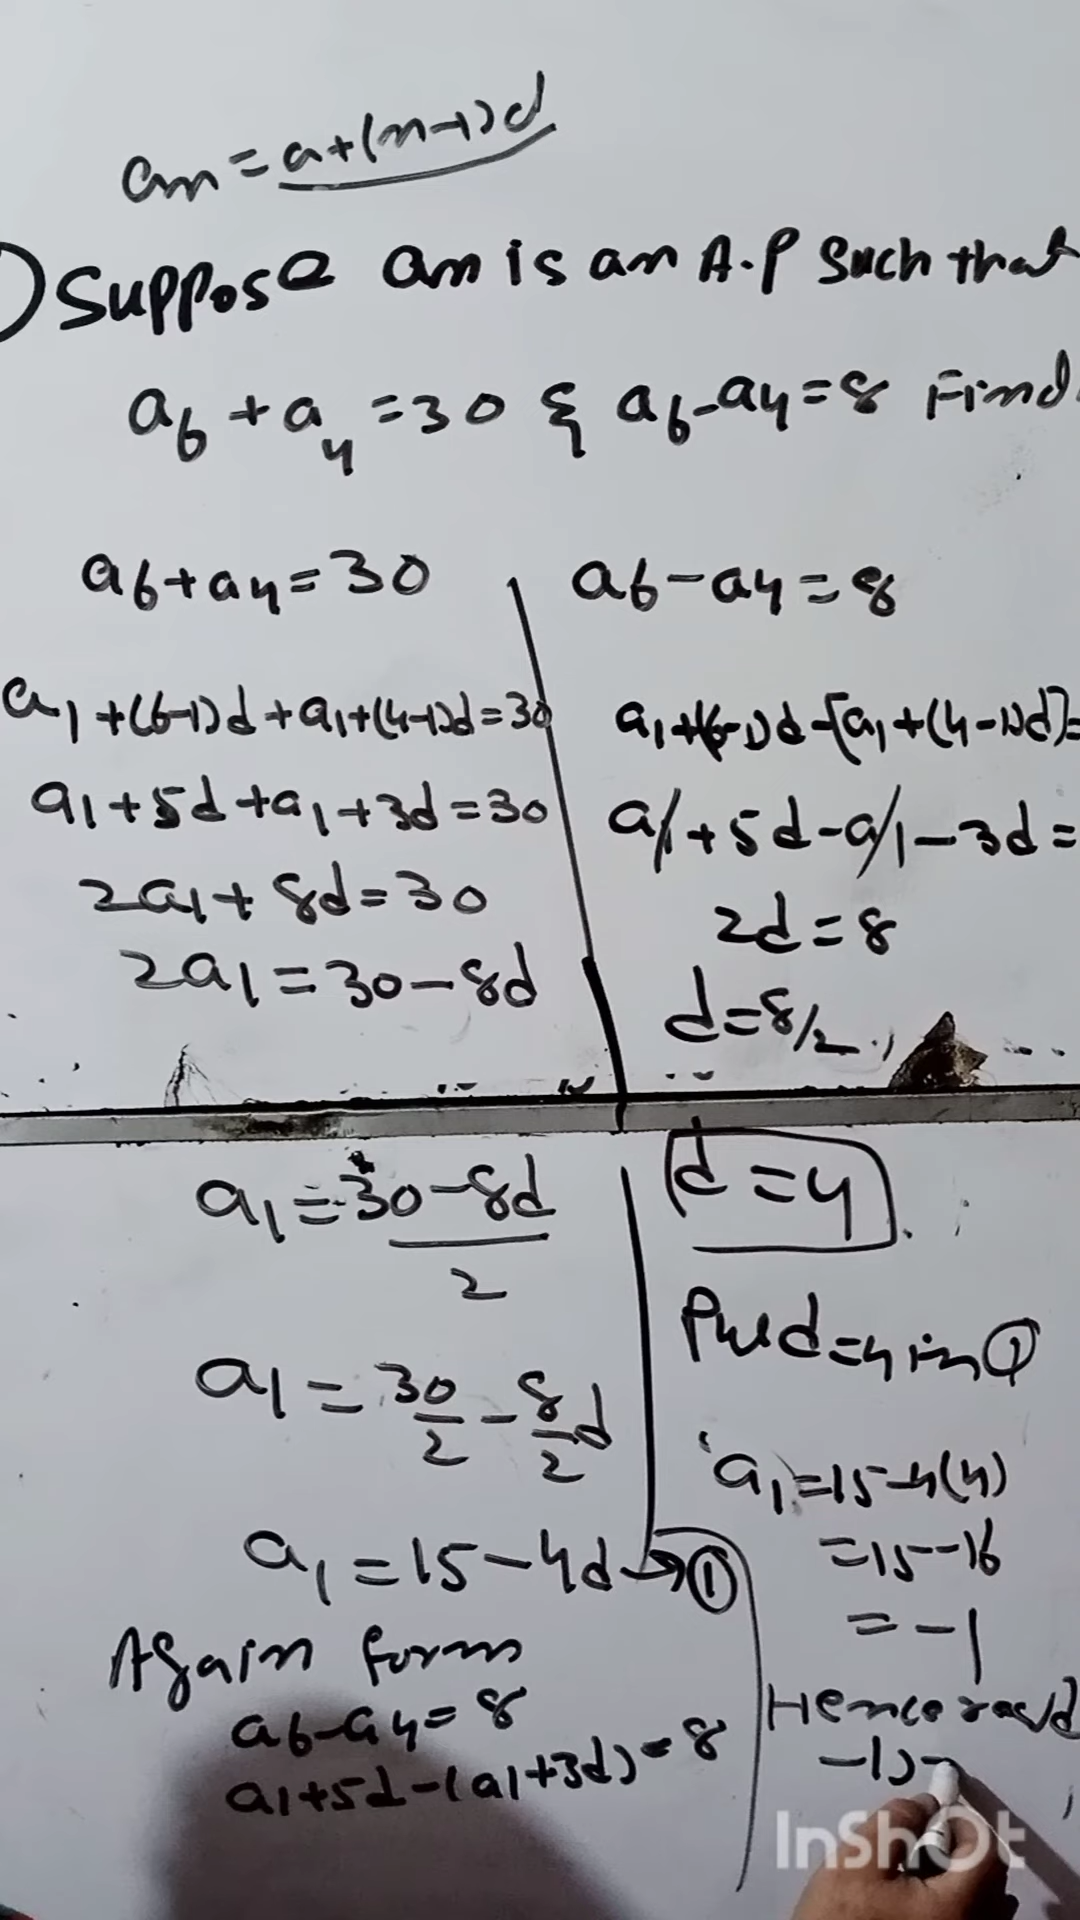 an = a+(n-1)d
Suppose an is an A.P such that
a6 + a4 = 30 & a6-a4=8 Find
a6+a4=30
a1+(6-1)d+a1+(4-1)d=30
a1+5d+a1+3d=30
2a1+8d=30
2a1=30-8d
a1=30-8d
2
a1=30/2-8/2d
a1=15-4d→①
Again form
a6-a4=8
a1+5d-(a1+3d)=8
a6-a4=8
a1+(6-1)d-[a1+(4-1)d]=
a1+5d-a1-3d=
2d=8
d=8/2
d=4
Put d=4 in ①
a1=15-4(4)
=15-16
=-1
Hence
-1,
InShOt